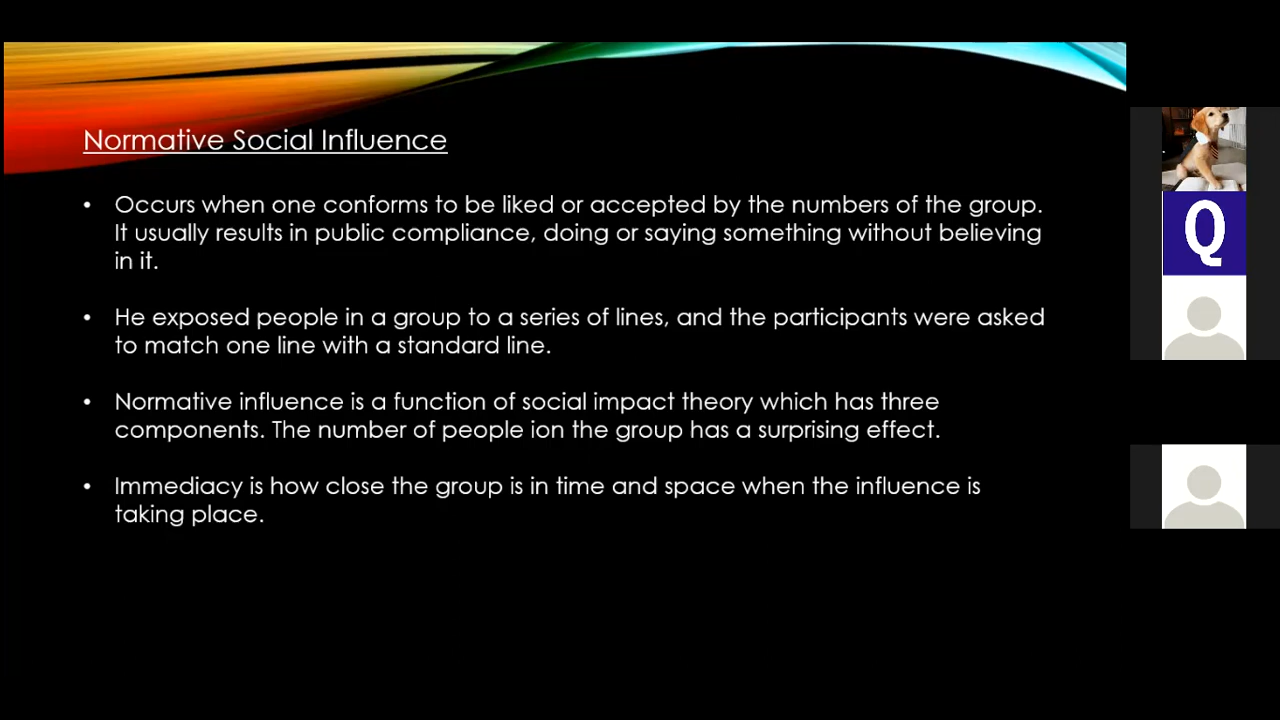 Normative Social Influence
• Occurs when one conforms to be liked or accepted by the numbers of the group.
It usually results in public compliance, doing or saying something without believing
in it.
• He exposed people in a group to a series of lines, and the participants were asked
to match one line with a standard line.
• Normative influence is a function of social impact theory which has three
components. The number of people ion the group has a surprising effect.
• Immediacy is how close the group is in time and space when the influence is
taking place.
Q